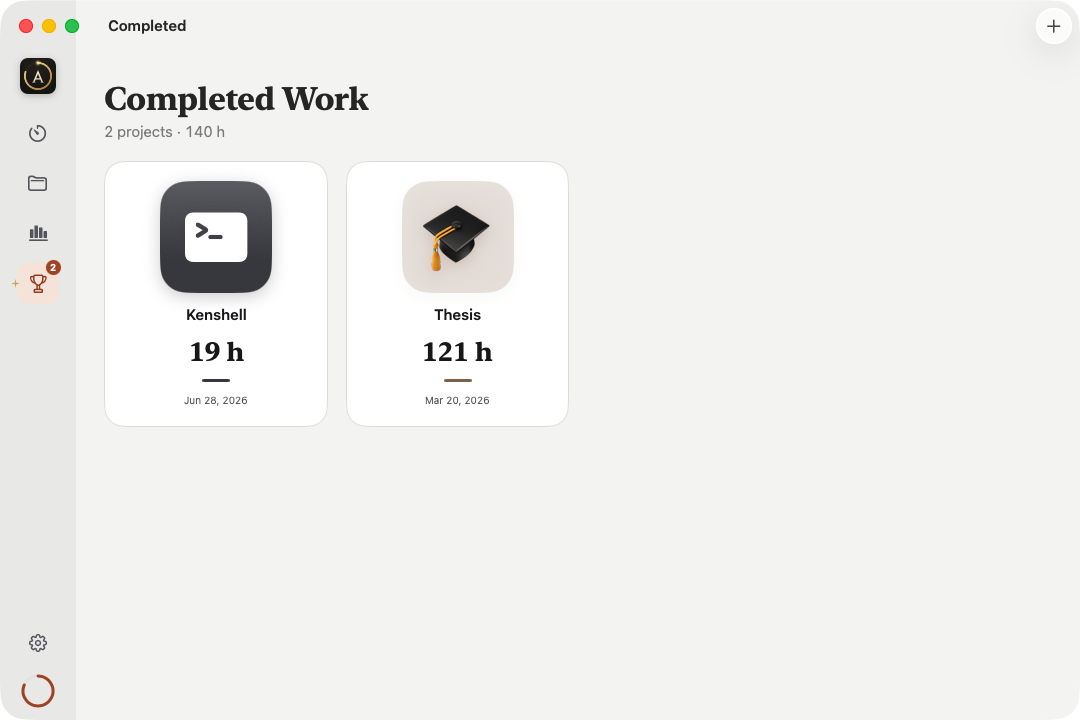 Completed
A
Completed Work
2 projects · 140 h
2
>_
Kenshell
19 h
Jun 28, 2026
Thesis
121 h
Mar 20, 2026